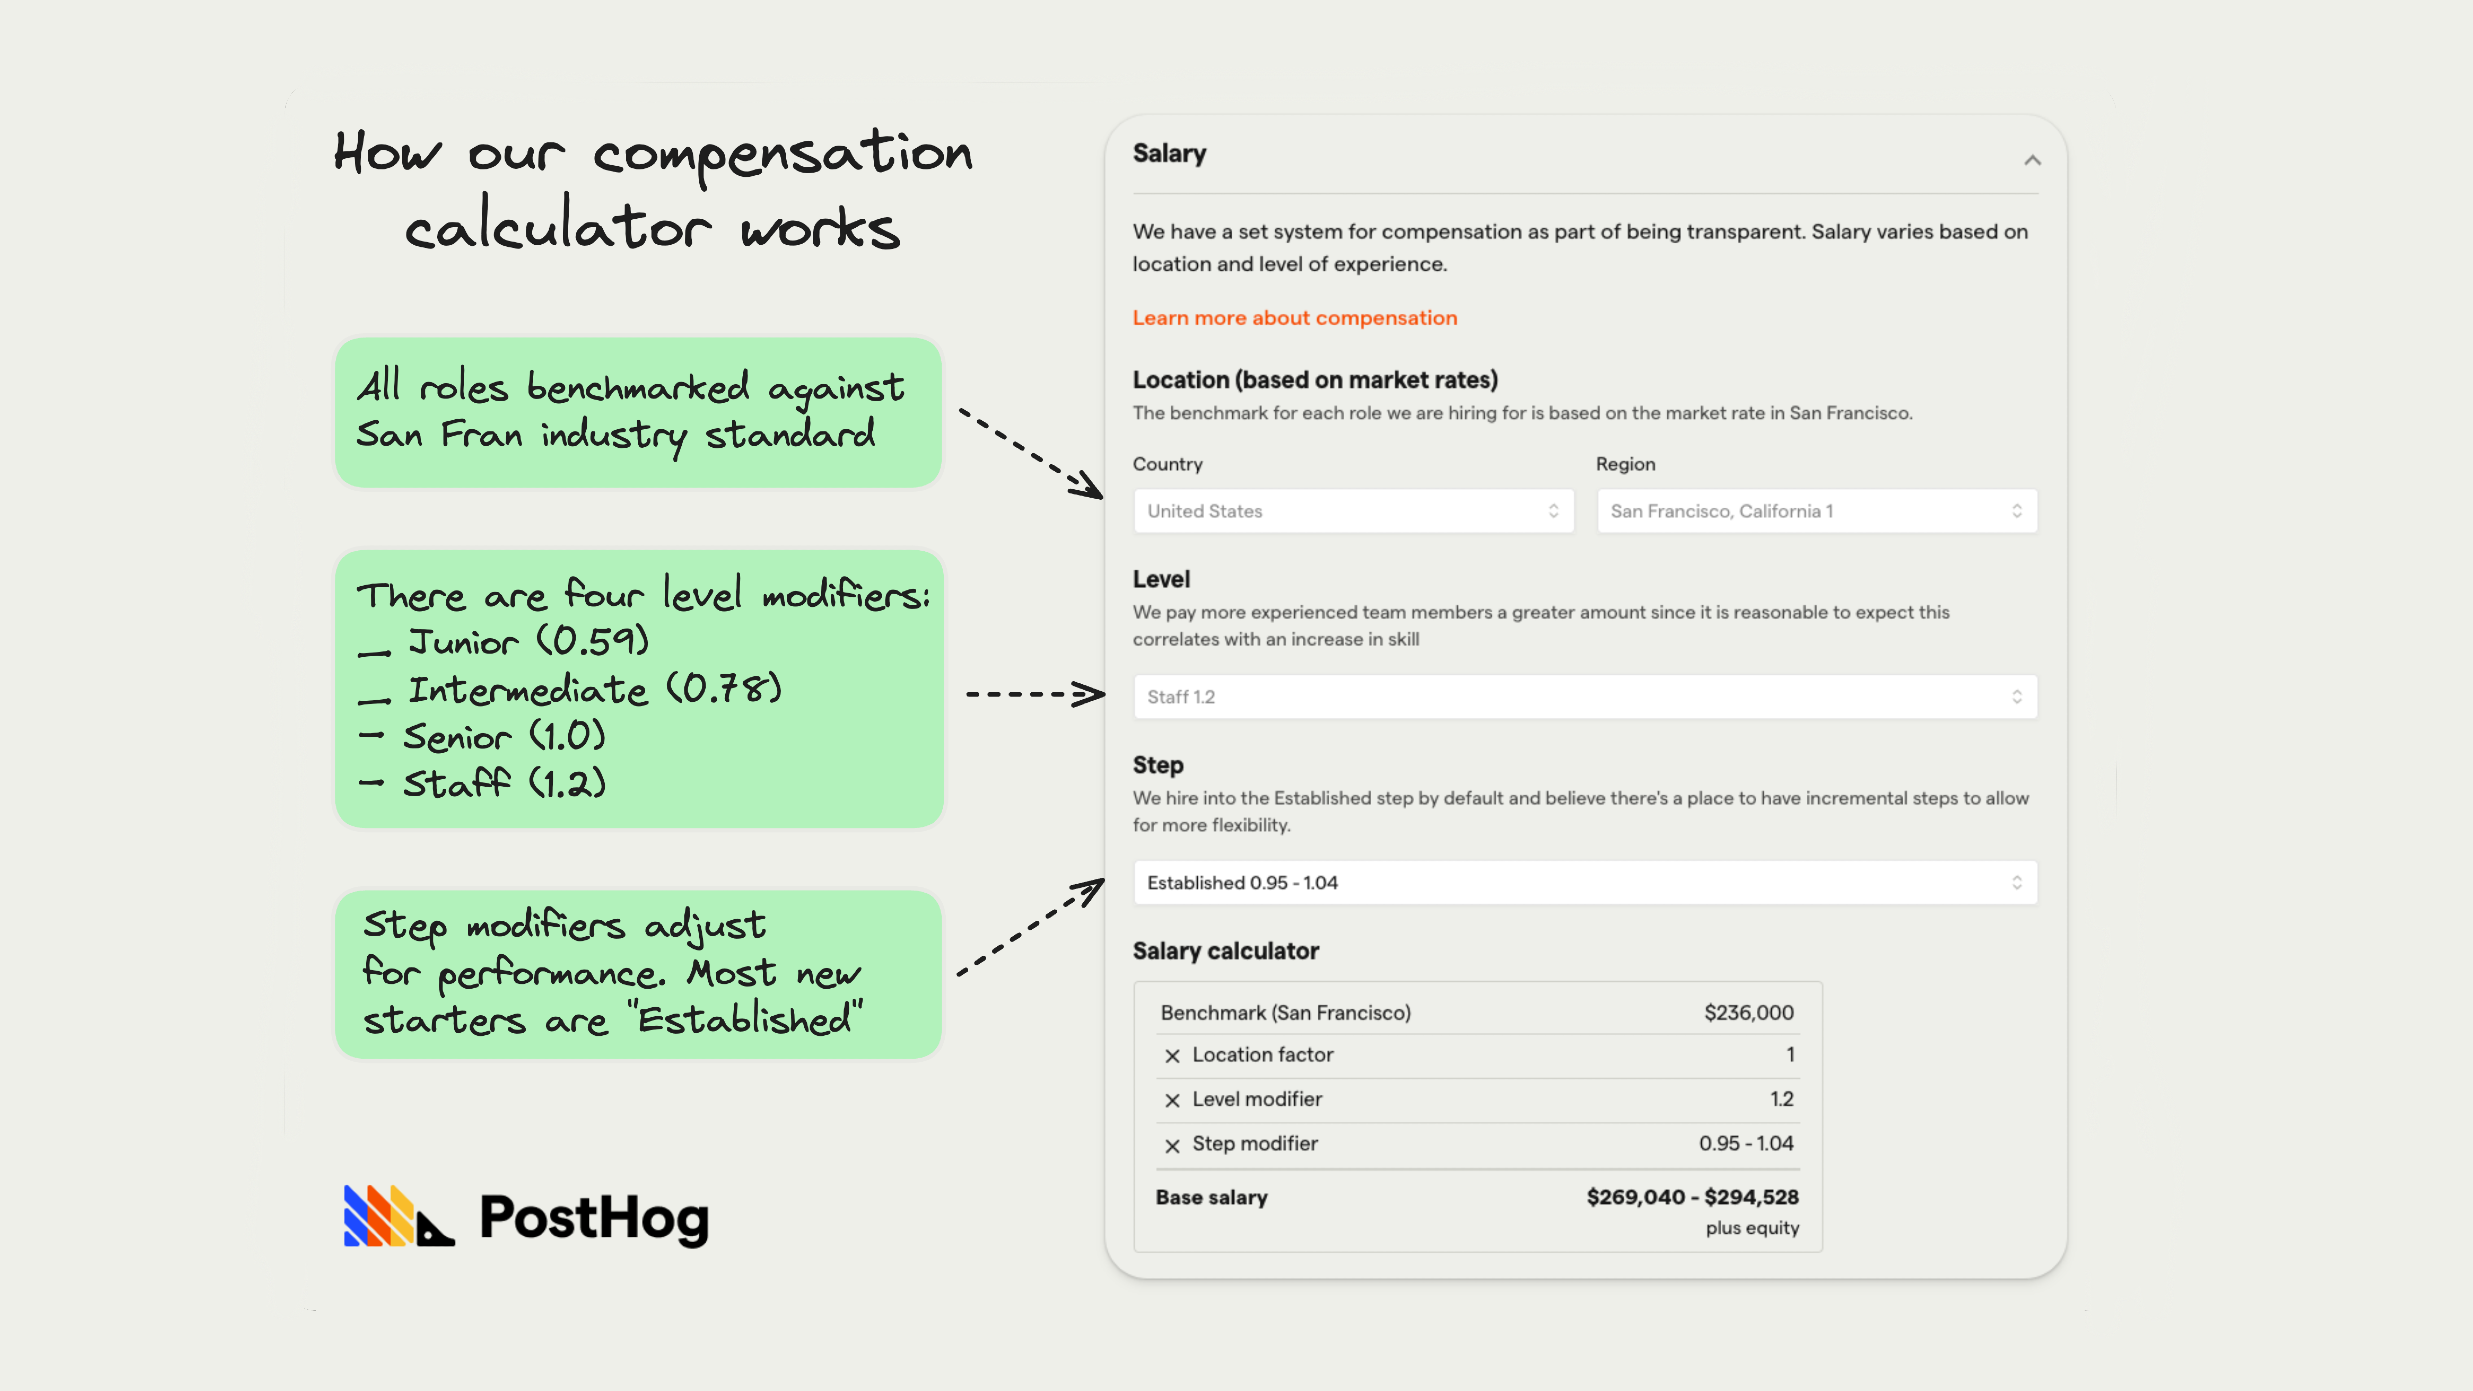 How our compensation
calculator works
All roles benchmarked against
San Fran industry standard
There are four level modifiers:
_ Junior (0.59)
_ Intermediate (0.78)
- Senior (1.0)
- Staff (1.2)
Step modifiers adjust
for performance. Most new
starters are "Established"
PostHog
Salary
We have a set system for compensation as part of being transparent. Salary varies based on
location and level of experience.
Learn more about compensation
Location (based on market rates)
The benchmark for each role we are hiring for is based on the market rate in San Francisco.
Country Region
United States San Francisco, California 1
Level
We pay more experienced team members a greater amount since it is reasonable to expect this
correlates with an increase in skill
Staff 1.2
Step
We hire into the Established step by default and believe there's a place to have incremental steps to allow
for more flexibility.
Established 0.95 - 1.04
Salary calculator
Benchmark (San Francisco) $236,000
× Location factor 1
× Level modifier 1.2
× Step modifier 0.95 - 1.04
Base salary $269,040 - $294,528
plus equity